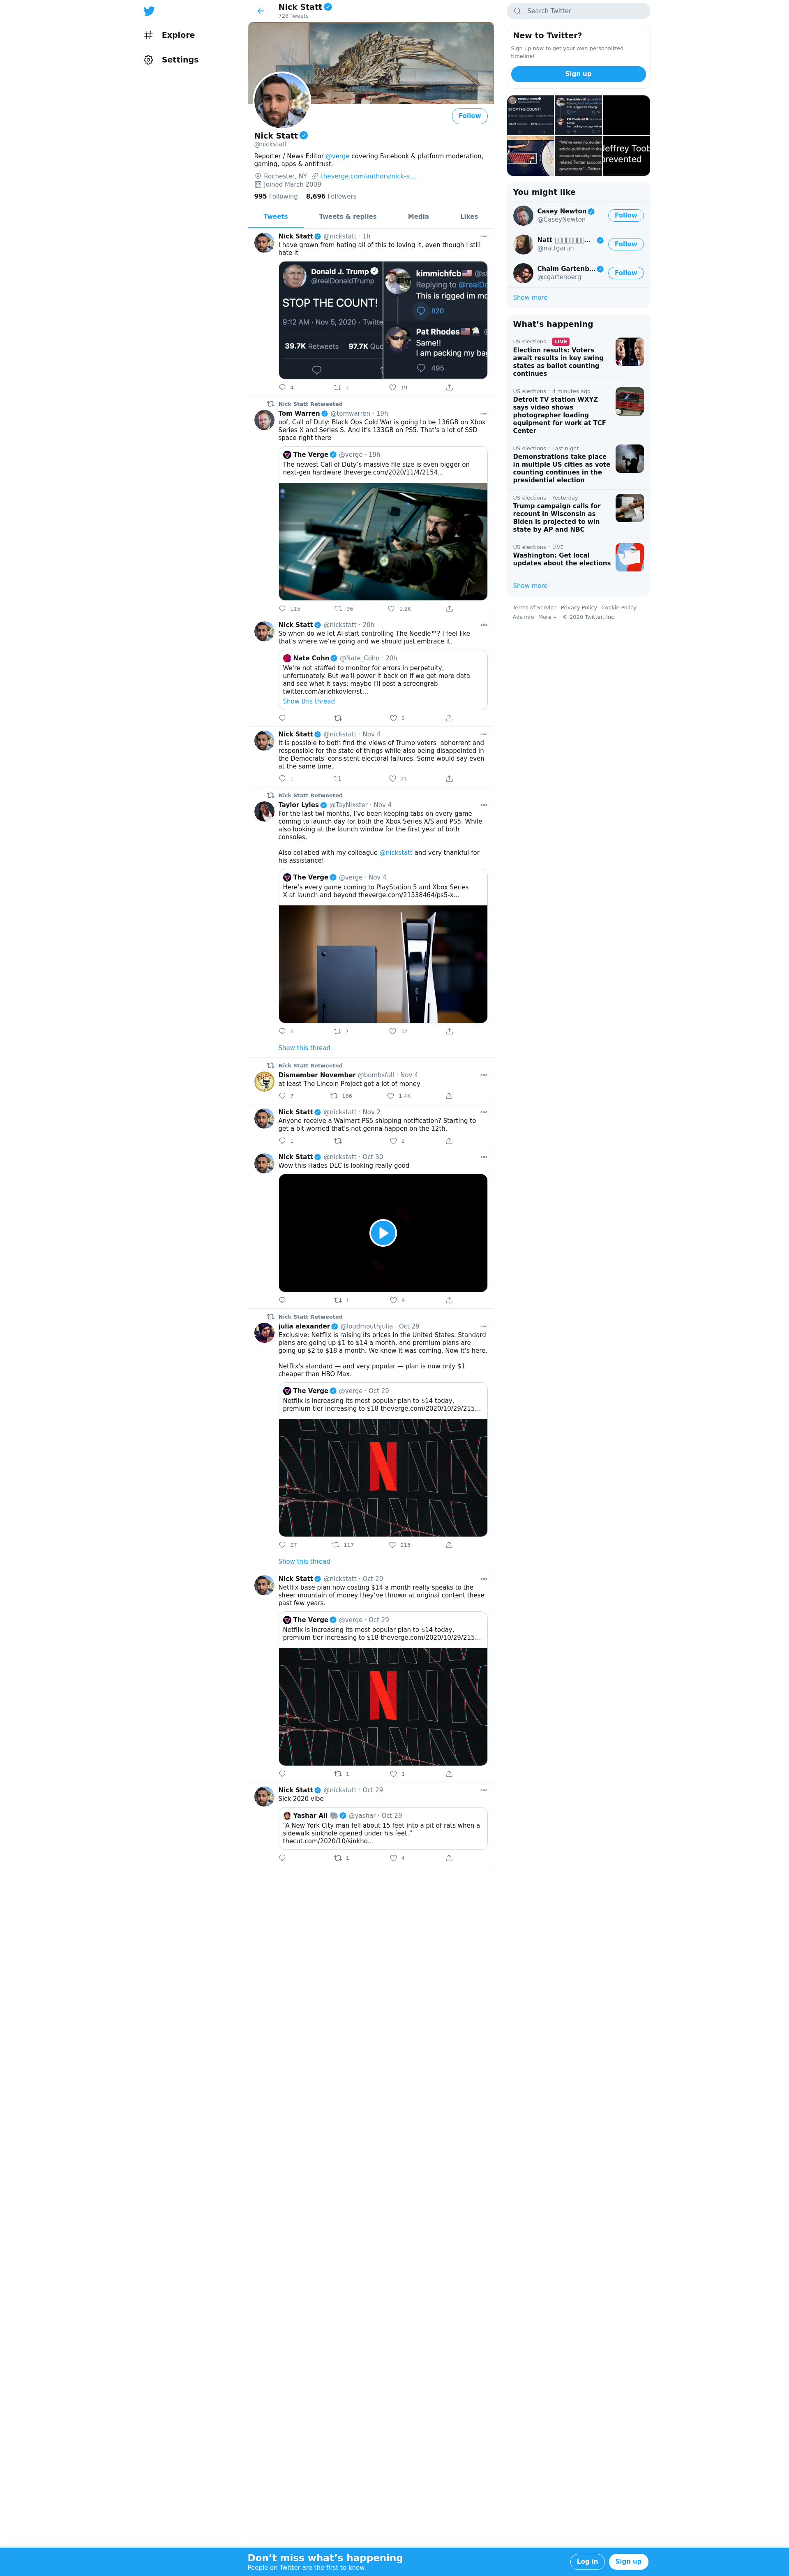 Explore
Settings
Nick Statt
728 Tweets
Follow
Nick Statt
@nickstatt
Reporter / News Editor @verge covering Facebook & platform moderation,
gaming, apps & antitrust.
Rochester, NY theverge.com/authors/nick-s…
Joined March 2009
995 Following 8,696 Followers
Tweets Tweets & replies Media Likes
Nick Statt @nickstatt · 1h
I have grown from hating all of this to loving it, even though I still
hate it
Donald J. Trump
@realDonaldTrump
STOP THE COUNT!
9:12 AM · Nov 5, 2020 · Twitte
39.7K Retweets 97.7K Quo
kimmichfcb🇺🇸 @st
Replying to @realDo
This is rigged im mo
820
Pat Rhodes🇺🇸
Same!!
I am packing my bag
495
4 3 19
Nick Statt Retweeted
Tom Warren @tomwarren · 19h
oof, Call of Duty: Black Ops Cold War is going to be 136GB on Xbox
Series X and Series S. And it's 133GB on PS5. That's a lot of SSD
space right there
The Verge @verge · 19h
The newest Call of Duty’s massive file size is even bigger on
next-gen hardware theverge.com/2020/11/4/2154…
115 96 1.2K
Nick Statt @nickstatt · 20h
So when do we let AI start controlling The Needle™? I feel like
that’s where we’re going and we should just embrace it.
Nate Cohn @Nate_Cohn · 20h
We're not staffed to monitor for errors in perpetuity,
unfortunately. But we'll power it back on if we get more data
and see what it says; maybe i'll post a screengrab
twitter.com/ariehkovler/st…
Show this thread
2
Nick Statt @nickstatt · Nov 4
It is possible to both find the views of Trump voters abhorrent and
responsible for the state of things while also being disappointed in
the Democrats' consistent electoral failures. Some would say even
at the same time.
1 21
Nick Statt Retweeted
Taylor Lyles @TayNixster · Nov 4
For the last twl months, I’ve been keeping tabs on every game
coming to launch day for both the Xbox Series X/S and PS5. While
also looking at the launch window for the first year of both
consoles.
Also collabed with my colleague @nickstatt and very thankful for
his assistance!
The Verge @verge · Nov 4
Here’s every game coming to PlayStation 5 and Xbox Series
X at launch and beyond theverge.com/21538464/ps5-x…
5 7 32
Show this thread
Nick Statt Retweeted
Dismember November @bombsfall · Nov 4
at least The Lincoln Project got a lot of money
7 166 1.4K
Nick Statt @nickstatt · Nov 2
Anyone receive a Walmart PS5 shipping notification? Starting to
get a bit worried that’s not gonna happen on the 12th.
1 2
Nick Statt @nickstatt · Oct 30
Wow this Hades DLC is looking really good
1 9
Nick Statt Retweeted
julia alexander @loudmouthjulia · Oct 29
Exclusive: Netflix is raising its prices in the United States. Standard
plans are going up $1 to $14 a month, and premium plans are
going up $2 to $18 a month. We knew it was coming. Now it's here.
Netflix's standard — and very popular — plan is now only $1
cheaper than HBO Max.
The Verge @verge · Oct 29
Netflix is increasing its most popular plan to $14 today,
premium tier increasing to $18 theverge.com/2020/10/29/215…
N
27 117 213
Show this thread
Nick Statt @nickstatt · Oct 29
Netflix base plan now costing $14 a month really speaks to the
sheer mountain of money they’ve thrown at original content these
past few years.
The Verge @verge · Oct 29
Netflix is increasing its most popular plan to $14 today,
premium tier increasing to $18 theverge.com/2020/10/29/215…
N
1 1
Nick Statt @nickstatt · Oct 29
Sick 2020 vibe
Yashar Ali 🐘 @yashar · Oct 29
“A New York City man fell about 15 feet into a pit of rats when a
sidewalk sinkhole opened under his feet.”
thecut.com/2020/10/sinkho…
1 4
Search Twitter
New to Twitter?
Sign up now to get your own personalized
timeline!
Sign up
STOP THE COUNT!
"We've seen no eviden
article published in the
account security meas
related Twitter accoun
government" –Twitter
Jeffrey Toob
prevented
You might like
Casey Newton
@CaseyNewton
Follow
Natt …
@nattgarun
Follow
Chaim Gartenb…
@cgartenberg
Follow
Show more
What’s happening
US elections · LIVE
Election results: Voters
await results in key swing
states as ballot counting
continues
US elections · 4 minutes ago
Detroit TV station WXYZ
says video shows
photographer loading
equipment for work at TCF
Center
US elections · Last night
Demonstrations take place
in multiple US cities as vote
counting continues in the
presidential election
US elections · Yesterday
Trump campaign calls for
recount in Wisconsin as
Biden is projected to win
state by AP and NBC
US elections · LIVE
Washington: Get local
updates about the elections
Show more
Terms of Service Privacy Policy Cookie Policy
Ads info More © 2020 Twitter, Inc.
Don’t miss what’s happening
People on Twitter are the first to know.
Log in Sign up